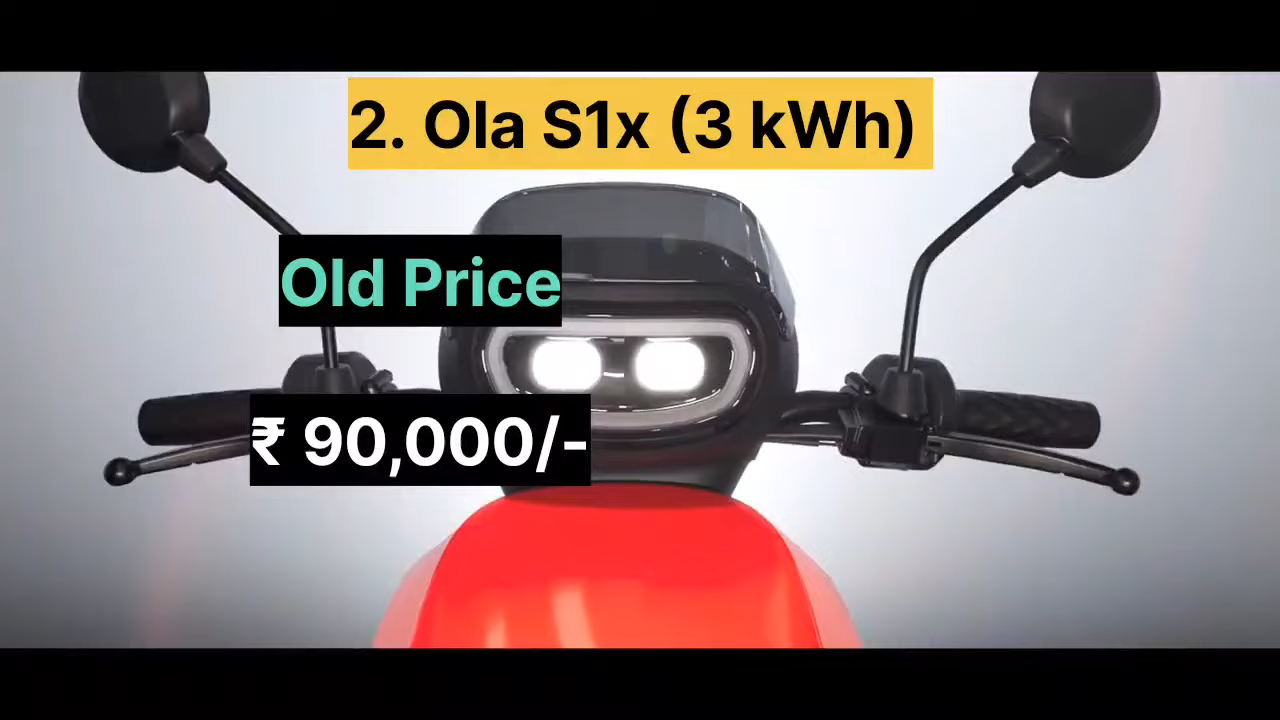 2. Ola S1x (3 kWh)
Old Price
₹ 90,000/-